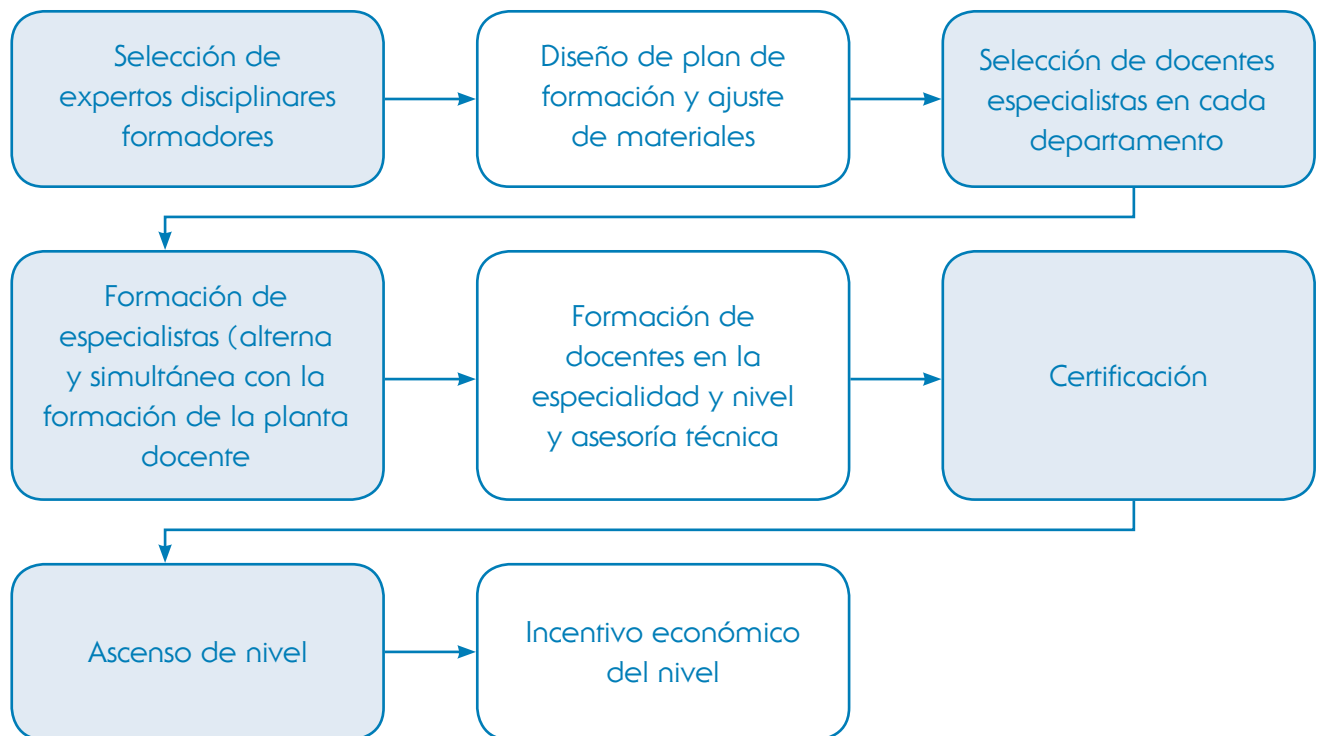 Selección de
expertos disciplinares
formadores
Diseño de plan de
formación y ajuste
de materiales
Selección de docentes
especialistas en cada
departamento
Formación de
especialistas (alterna
y simultánea con la
formación de la planta
docente
Formación de
docentes en la
especialidad y nivel
y asesoría técnica
Certificación
Ascenso de nivel
Incentivo económico
del nivel